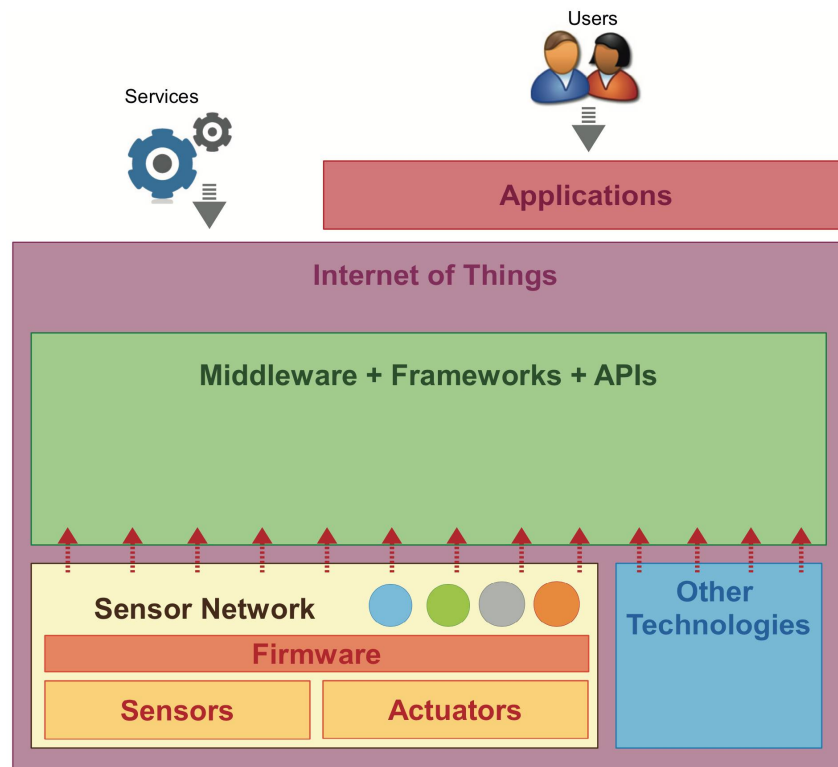 Users
Services
Applications
Internet of Things
Middleware + Frameworks + APIs
Sensor Network
Other
Technologies
Firmware
Sensors
Actuators